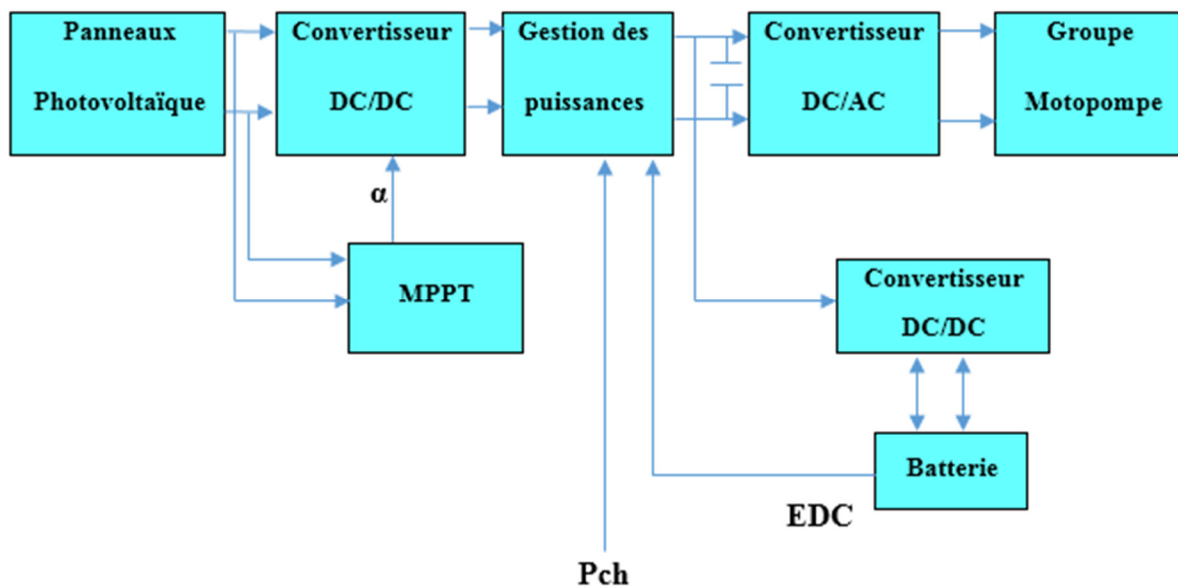 Panneaux
Photovoltaïque
Convertisseur
DC/DC
Gestion des
puissances
Convertisseur
DC/AC
Groupe
Motopompe
α
MPPT
Convertisseur
DC/DC
Batterie
EDC
Pch